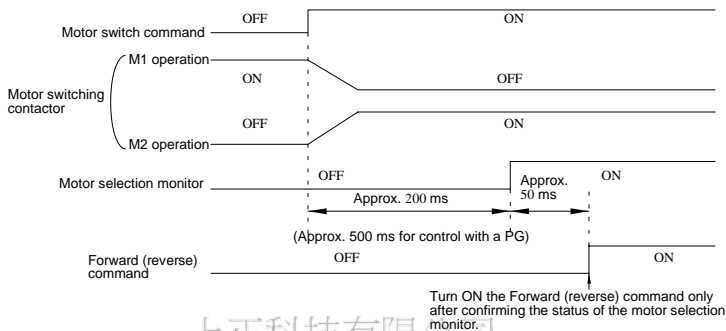 OFF
ON
Motor switch command
M1 operation
ON
OFF
Motor switching
contactor
OFF
ON
M2 operation
Motor selection monitor
OFF
Approx.
50 ms
ON
Approx. 200 ms
(Approx. 500 ms for control with a PG)
Forward (reverse)
command
OFF
ON
Turn ON the Forward (reverse) command only
after confirming the status of the motor selection
monitor.